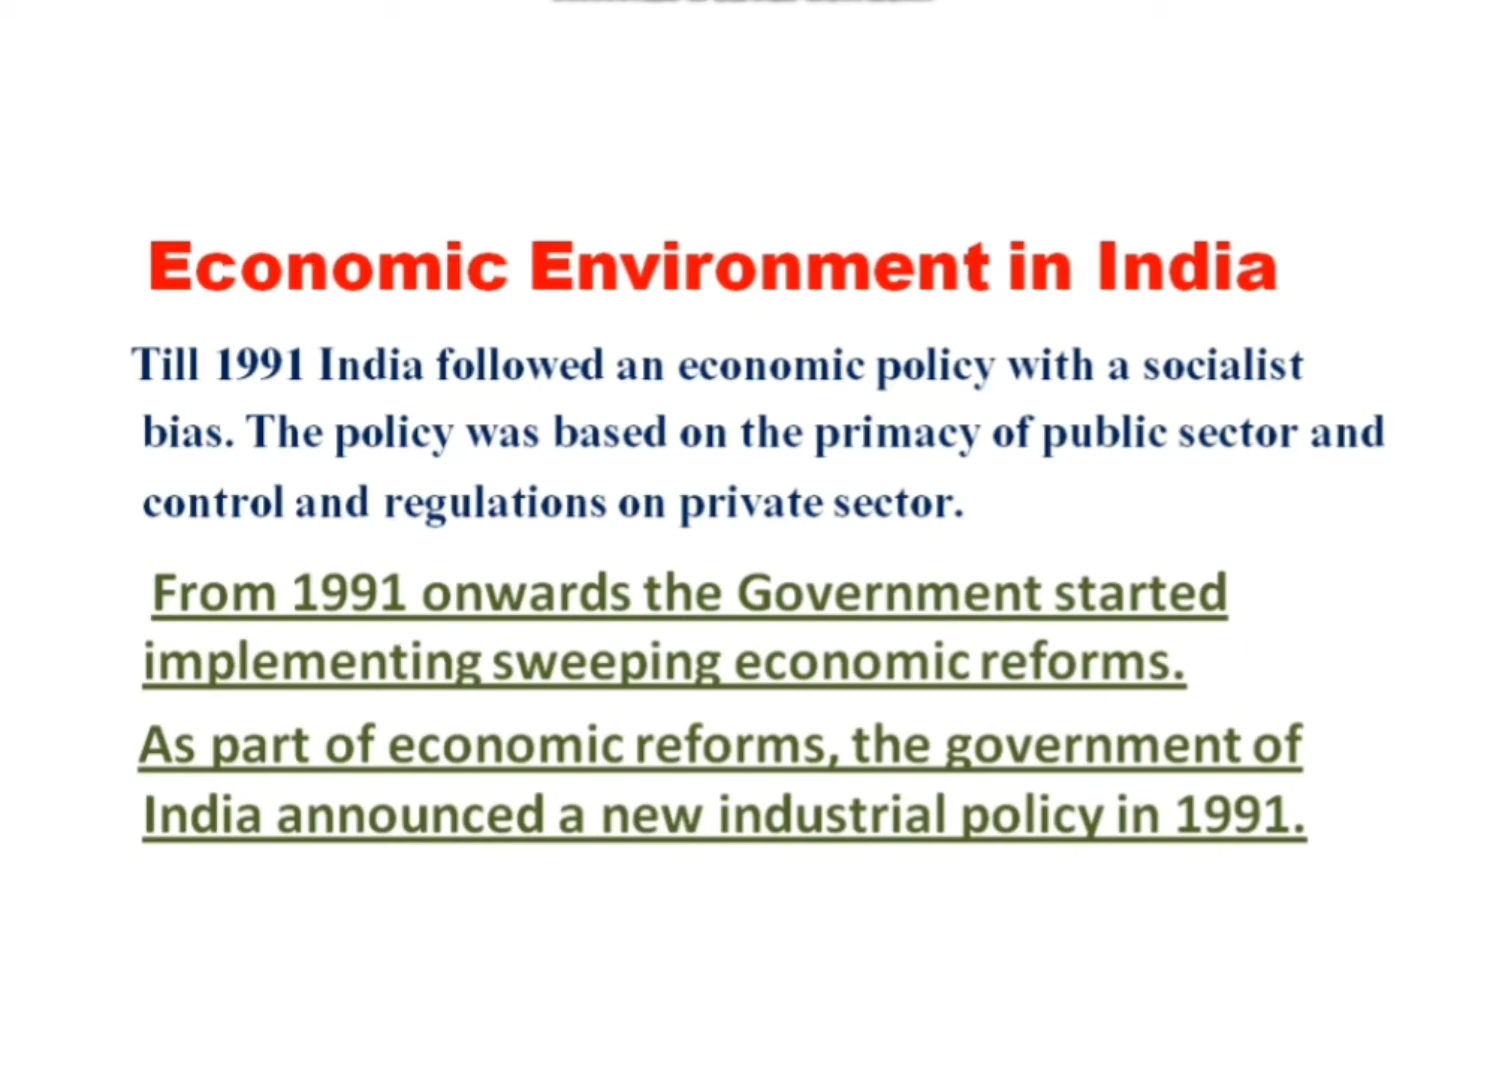 Economic Environment in India
Till 1991 India followed an economic policy with a socialist
bias. The policy was based on the primacy of public sector and
control and regulations on private sector.
From 1991 onwards the Government started
implementing sweeping economic reforms.
As part of economic reforms, the government of
India announced a new industrial policy in 1991.